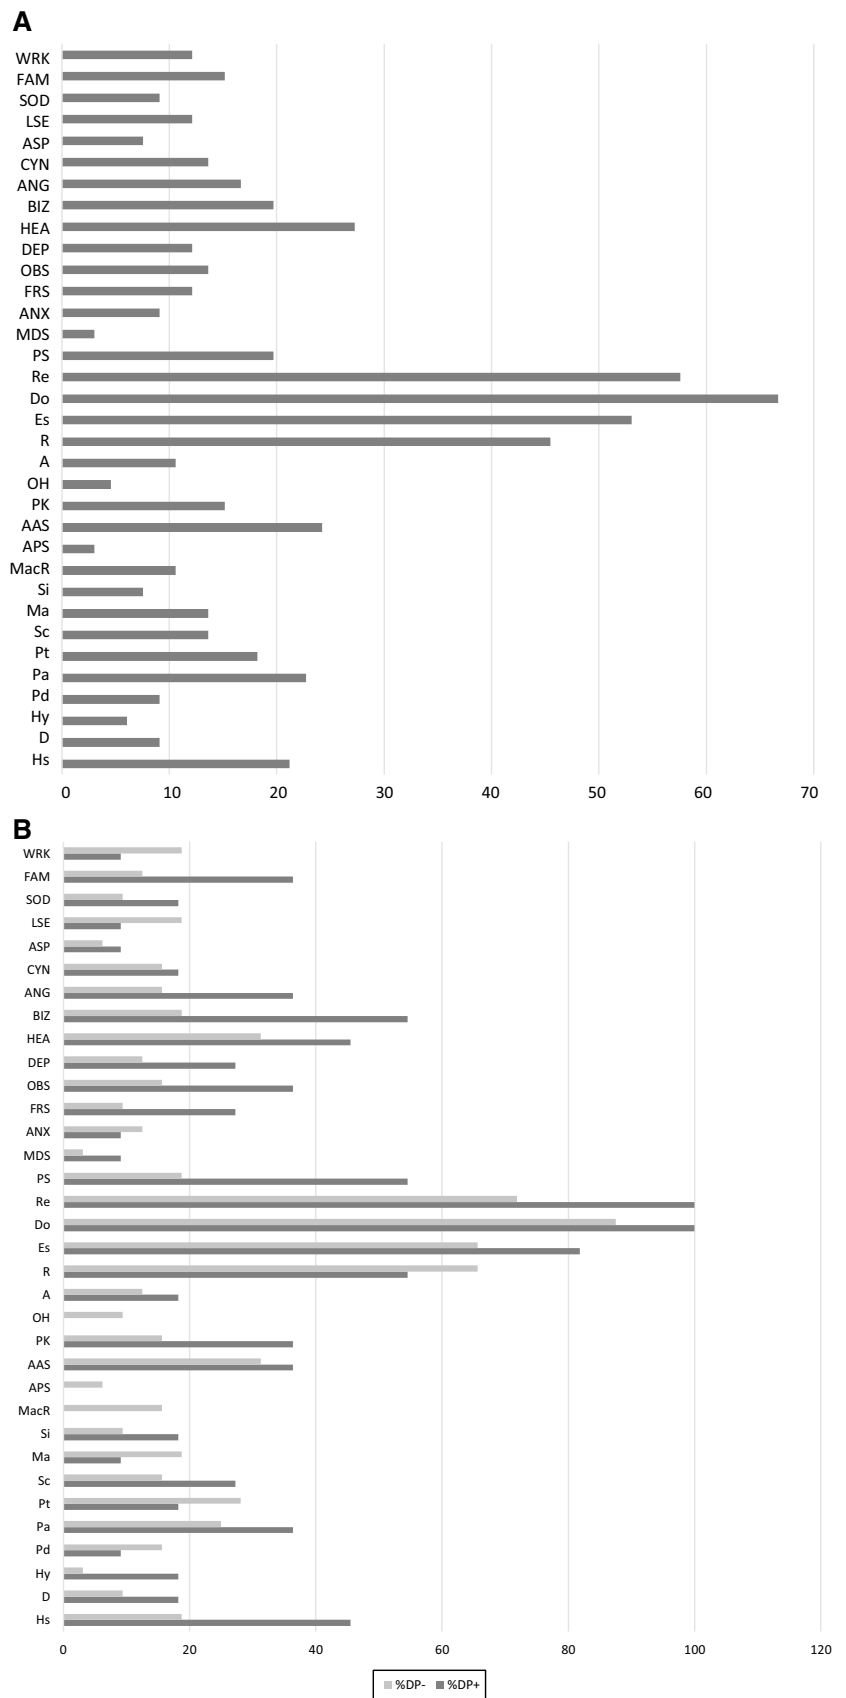 A
WRK
FAM
SOD
LSE
ASP
CYN
ANG
BIZ
HEA
DEP
OBS
FRS
ANX
MDS
PS
Re
Do
Es
R
A
OH
PK
AAS
APS
MacR
Si
Ma
Sc
Pt
Pa
Pd
Hy
D
Hs
0 10 20 30 40 50 60 70
B
WRK
FAM
SOD
LSE
ASP
CYN
ANG
BIZ
HEA
DEP
OBS
FRS
ANX
MDS
PS
Re
Do
Es
R
A
OH
PK
AAS
APS
MacR
Si
Ma
Sc
Pt
Pa
Pd
Hy
D
Hs
0 20 40 60 80 100 120
%DP- %DP+